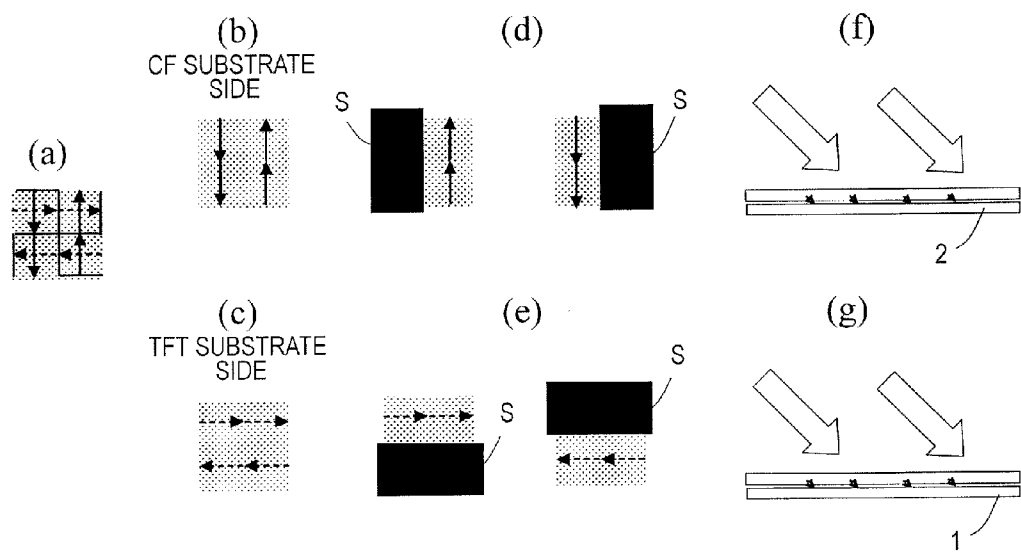 (a)
(b)
CF SUBSTRATE
SIDE
(d)
S
S
(f)
2
(c)
TFT SUBSTRATE
SIDE
(e)
S
S
(g)
1